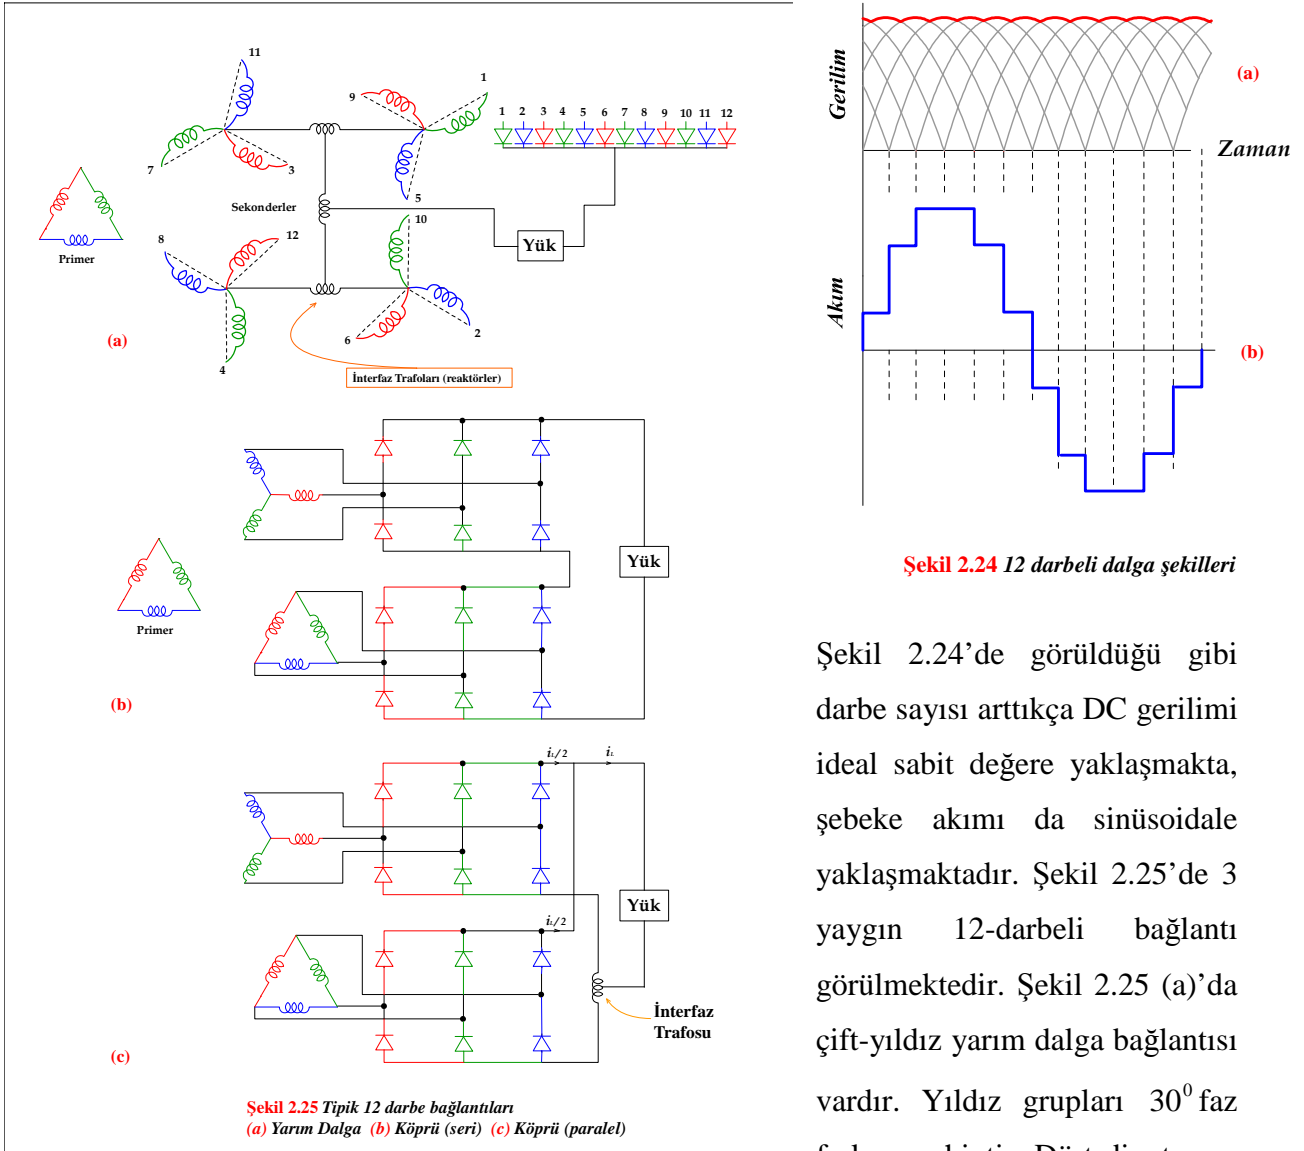 11
9
1
7
3
5
1 2 3 4 5 6 7 8 9 10 11 12
Sekonderler
10
8
12
Yük
Primer
6
2
4
(a)
İnterfaz Trafoları (reaktörler)
Yük
Primer
(b)
iL/2
iL
Yük
iL/2
İnterfaz
Trafosu
(c)
Şekil 2.25 Tipik 12 darbe bağlantıları
(a) Yarım Dalga (b) Köprü (seri) (c) Köprü (paralel)
Gerilim
(a)
Zaman
Akım
(b)
Şekil 2.24 12 darbeli dalga şekilleri
Şekil 2.24’de görüldüğü gibi
darbe sayısı arttıkça DC gerilimi
ideal sabit değere yaklaşmakta,
şebeke akımı da sinüsoidale
yaklaşmaktadır. Şekil 2.25’de 3
yaygın 12-darbeli bağlantı
görülmektedir. Şekil 2.25 (a)’da
çift-yıldız yarım dalga bağlantısı
vardır. Yıldız grupları 30⁰ faz